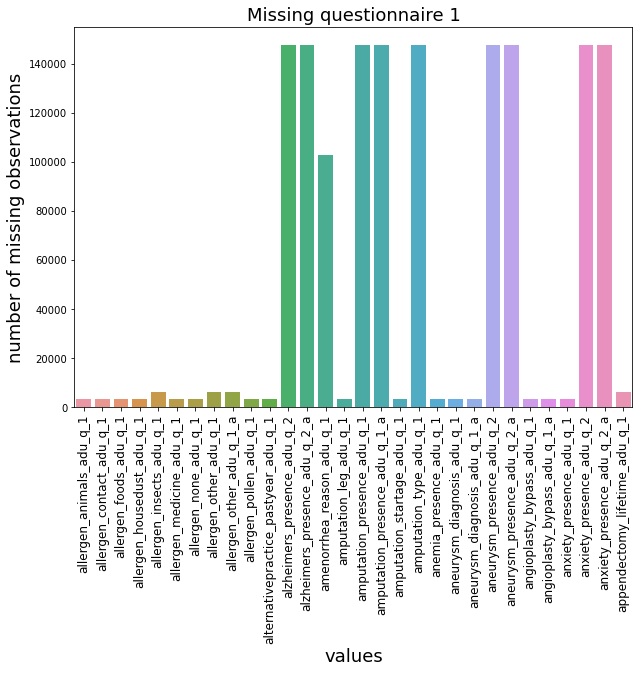 Missing questionnaire 1
number of missing observations
140000
120000
100000
80000
60000
40000
20000
0
allergen_animals_adu_q_1
allergen_contact_adu_q_1
allergen_foods_adu_q_1
allergen_housedust_adu_q_1
allergen_insects_adu_q_1
allergen_medicine_adu_q_1
allergen_none_adu_q_1
allergen_other_adu_q_1
allergen_other_adu_q_1_a
allergen_pollen_adu_q_1
alternativepractice_pastyear_adu_q_1
alzheimers_presence_adu_q_2
alzheimers_presence_adu_q_2_a
amenorrhea_reason_adu_q_1
amputation_leg_adu_q_1
amputation_presence_adu_q_1
amputation_presence_adu_q_1_a
amputation_startage_adu_q_1
amputation_type_adu_q_1
anemia_presence_adu_q_1
aneurysm_diagnosis_adu_q_1
aneurysm_diagnosis_adu_q_1_a
aneurysm_presence_adu_q_2
aneurysm_presence_adu_q_2_a
angioplasty_bypass_adu_q_1
angioplasty_bypass_adu_q_1_a
anxiety_presence_adu_q_1
anxiety_presence_adu_q_2
anxiety_presence_adu_q_2_a
appendectomy_lifetime_adu_q_1
values